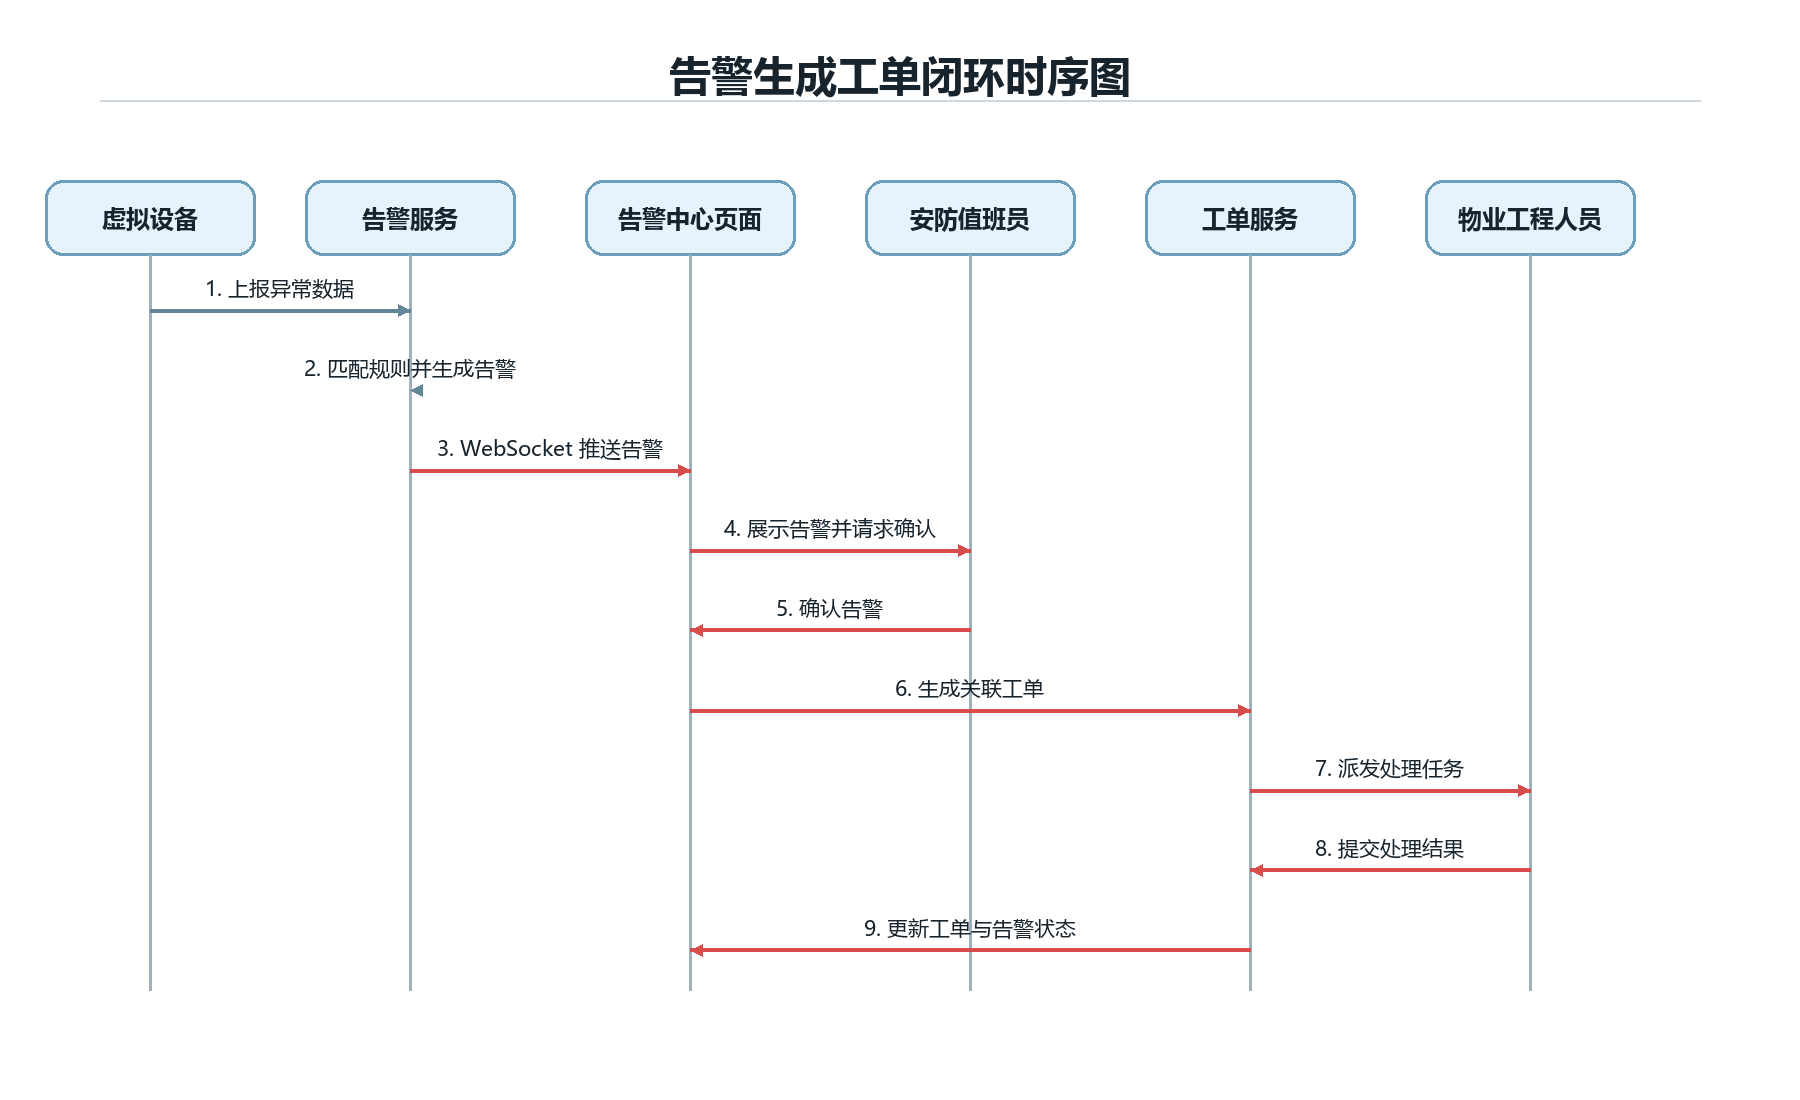 告警生成工单闭环时序图
虚拟设备
告警服务
告警中心页面
安防值班员
工单服务
物业工程人员
1. 上报异常数据
2. 匹配规则并生成告警
3. WebSocket 推送告警
4. 展示告警并请求确认
5. 确认告警
6. 生成关联工单
7. 派发处理任务
8. 提交处理结果
9. 更新工单与告警状态